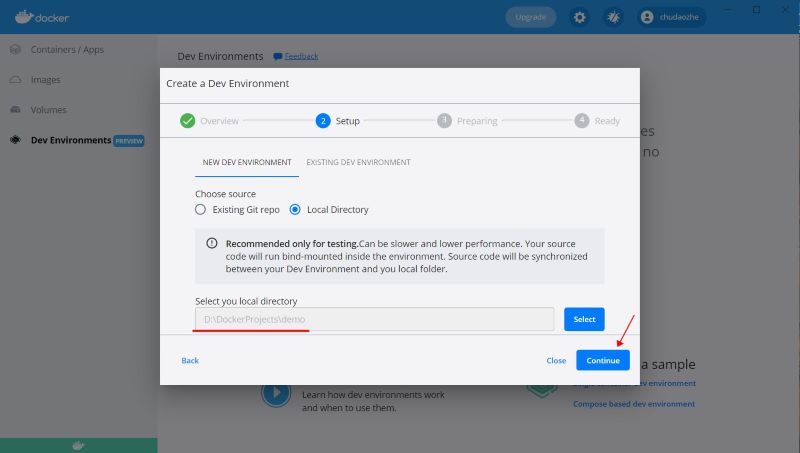 docker
Upgrade
chudaozhe
Containers / Apps
Images
Volumes
Dev Environments PREVIEW
Dev Environments
Feedback
Create a Dev Environment
Overview
2 Setup
3 Preparing
4 Ready
NEW DEV ENVIRONMENT
EXISTING DEV ENVIRONMENT
Choose source
Existing Git repo
Local Directory
Recommended only for testing.Can be slower and lower performance. Your source
code will run bind-mounted inside the environment. Source code will be synchronized
between your Dev Environment and you local folder.
Select you local directory
D:\DockerProjects\demo
Select
Back
Close
Continue
no
a sample
dev environment
Learn how dev environments work
and when to use them.
Compose based dev environment